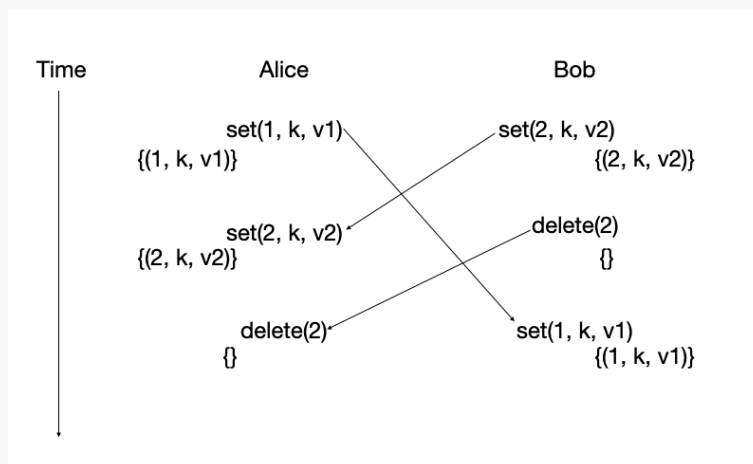 Time Alice Bob
set(1, k, v1) set(2, k, v2)
{(1, k, v1)} {(2, k, v2)}
set(2, k, v2) delete(2)
{(2, k, v2)} {}
delete(2) set(1, k, v1)
{} {(1, k, v1)}